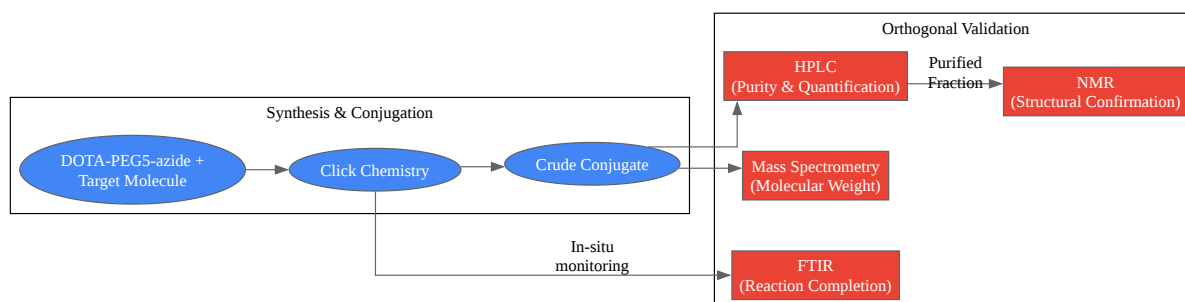 Orthogonal Validation
HPLC
(Purity & Quantification)
Purified
Fraction
NMR
(Structural Confirmation)
Synthesis & Conjugation
DOTA-PEG5-azide +
Target Molecule
Click Chemistry
Crude Conjugate
Mass Spectrometry
(Molecular Weight)
In-situ
monitoring
FTIR
(Reaction Completion)